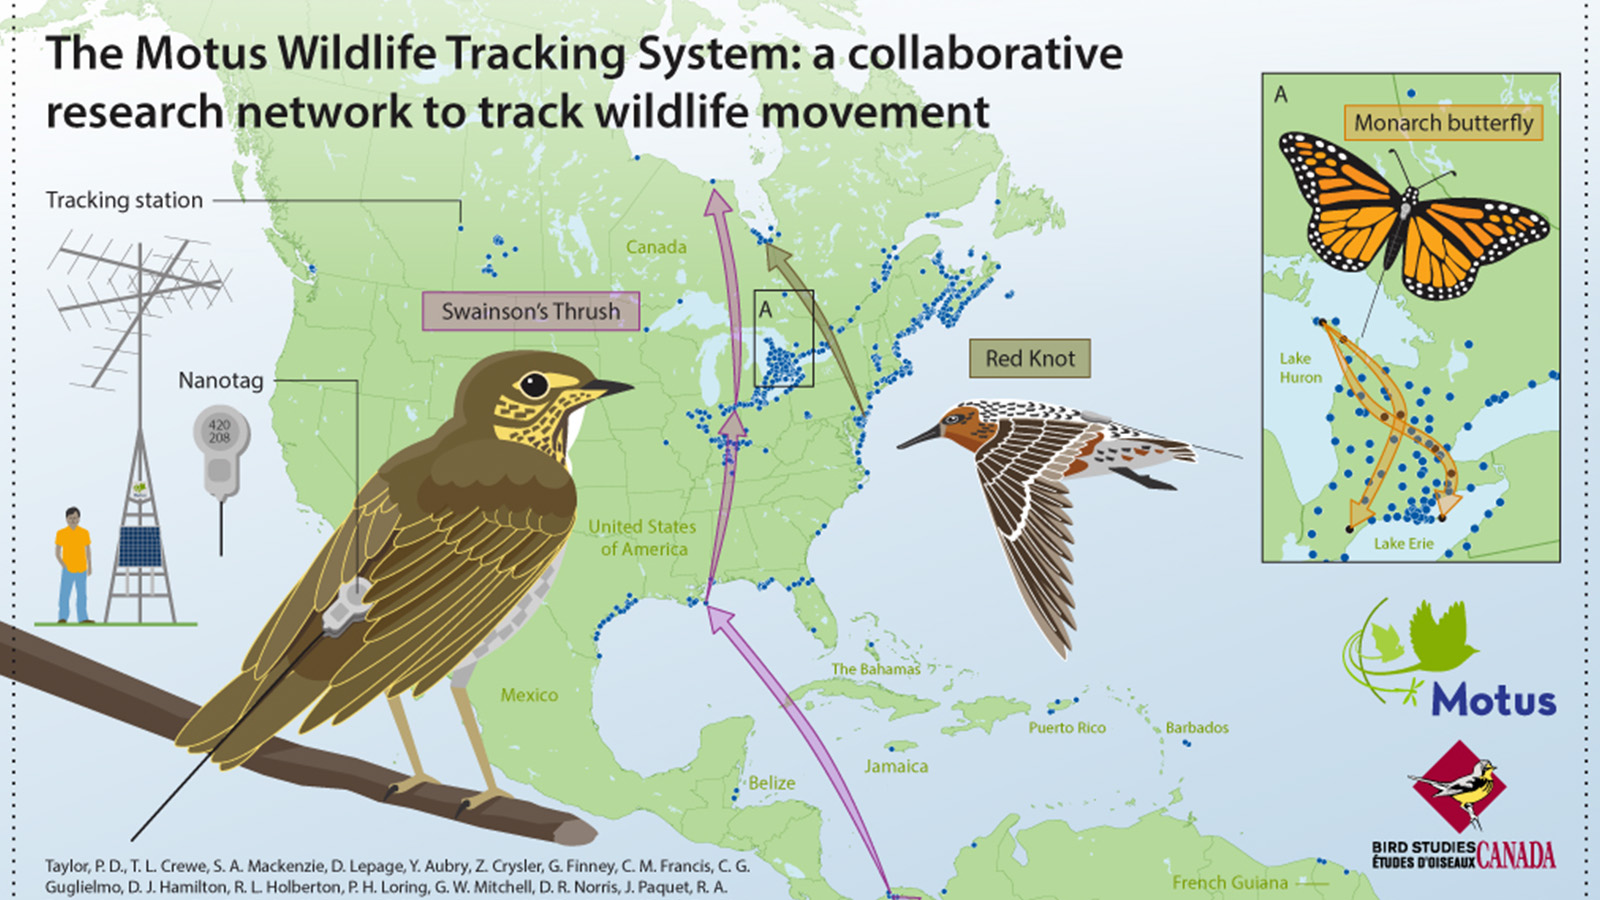 The Motus Wildlife Tracking System: a collaborative
research network to track wildlife movement
Tracking station
Nanotag
420
208
Motus
Swainson's Thrush
Canada
A
Red Knot
United States
of America
Mexico
The Bahamas
Puerto Rico
Barbados
Jamaica
Belize
French Guiana
A
Monarch butterfly
Lake
Huron
Lake Erie
Motus
BIRD STUDIES
ÉTUDES D'OISEAUX CANADA
Taylor, P. D., T. L. Crewe, S. A. Mackenzie, D. Lepage, Y. Aubry, Z. Crysler, G. Finney, C. M. Francis, C. G.
Guglielmo, D. J. Hamilton, R. L. Holberton, P. H. Loring, G. W. Mitchell, D. R. Norris, J. Paquet, R. A.